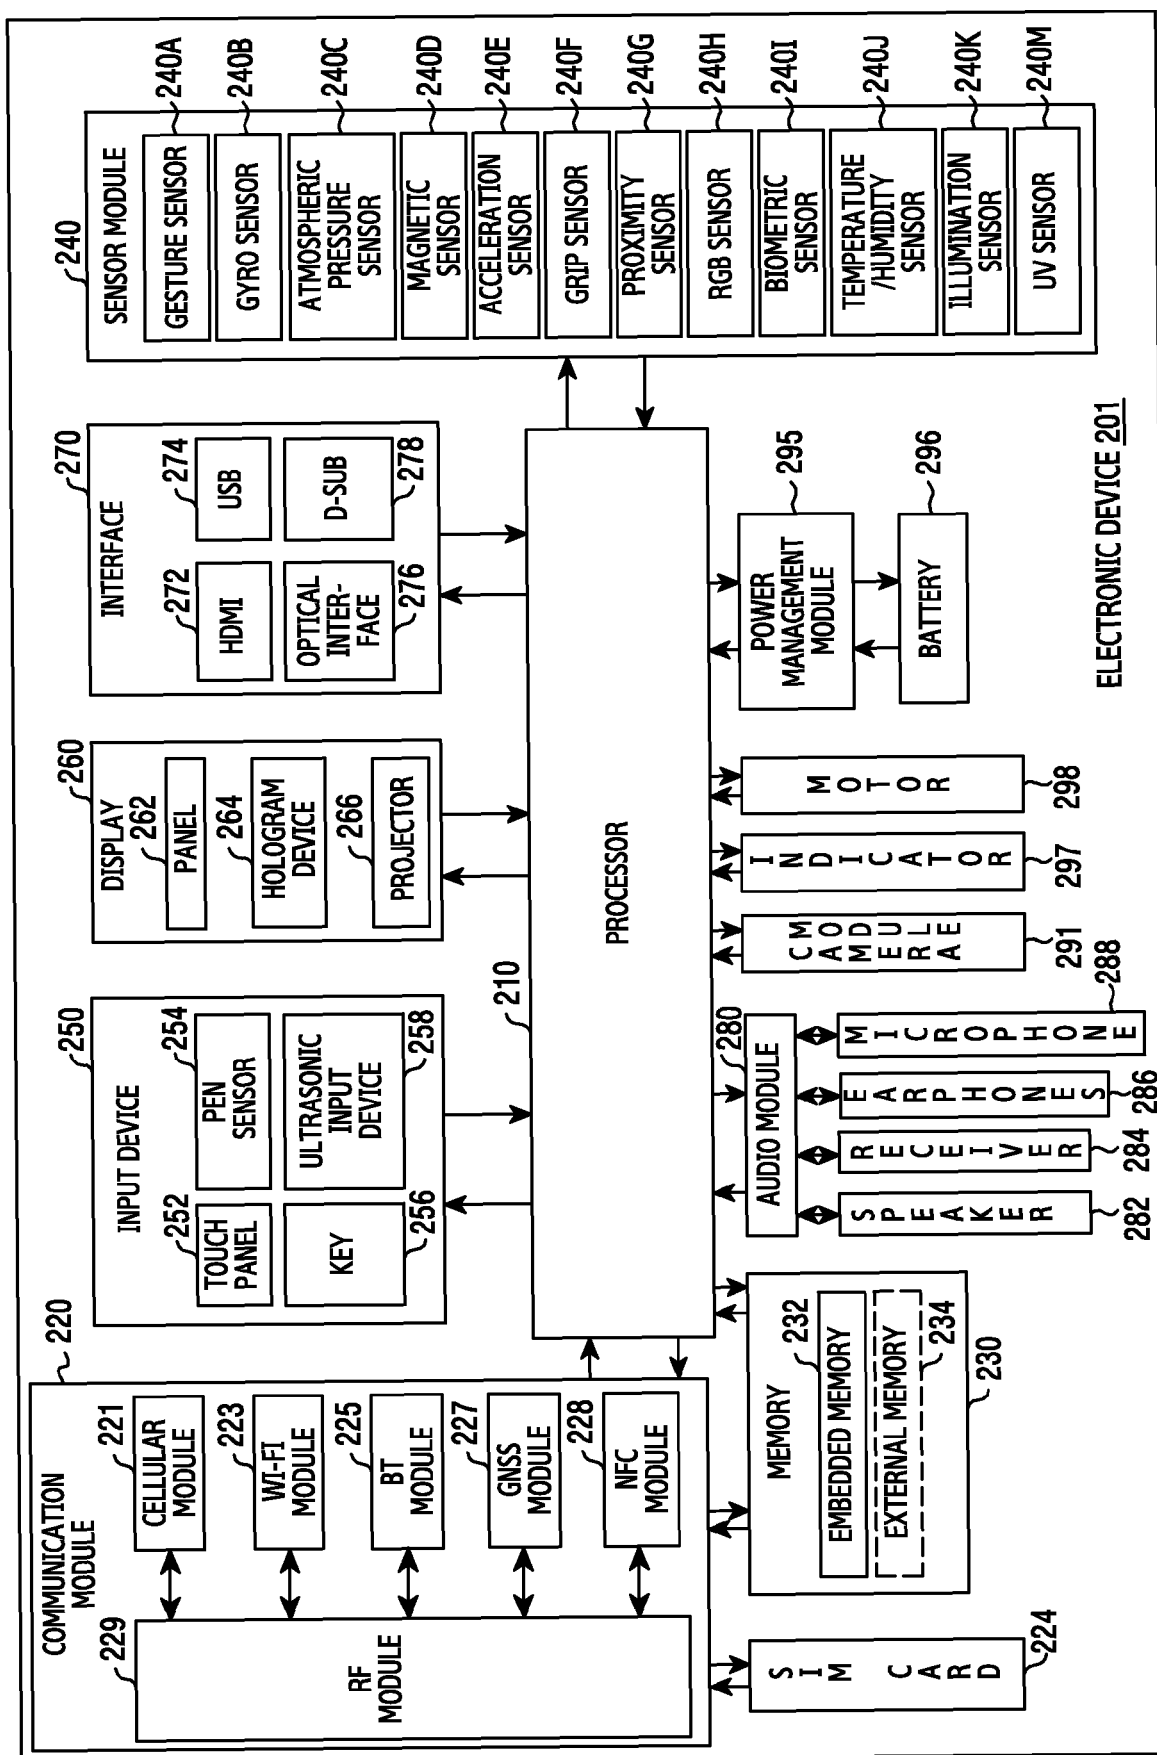 COMMUNICATION
MODULE
220
229
RF
MODULE
221
CELLULAR
MODULE
223
WI-FI
MODULE
225
BT
MODULE
227
GNSS
MODULE
228
NFC
MODULE
250
INPUT DEVICE
252
TOUCH
PANEL
254
PEN
SENSOR
KEY
256
ULTRASONIC
INPUT
DEVICE
258
260
DISPLAY
262
PANEL
264
HOLOGRAM
DEVICE
266
PROJECTOR
270
INTERFACE
272
HDMI
274
USB
OPTICAL
INTER-
FACE
276
D-SUB
278
240
SENSOR MODULE
GESTURE SENSOR
240A
GYRO SENSOR
240B
ATMOSPHERIC
PRESSURE
SENSOR
240C
MAGNETIC
SENSOR
240D
ACCELERATION
SENSOR
240E
GRIP SENSOR
240F
PROXIMITY
SENSOR
240G
RGB SENSOR
240H
BIOMETRIC
SENSOR
240I
TEMPERATURE
/HUMIDITY
SENSOR
240J
ILLUMINATION
SENSOR
240K
UV SENSOR
240M
210
PROCESSOR
SIM CARD
224
MEMORY
232
EMBEDDED MEMORY
EXTERNAL MEMORY
234
230
280
AUDIO MODULE
SPEAKER
282
RECEIVER
284
EARPHONES
286
MICROPHONE
288
CAMERA
MODULE
291
INDICATOR
297
MOTOR
298
POWER
MANAGEMENT
MODULE
295
BATTERY
296
ELECTRONIC DEVICE 201